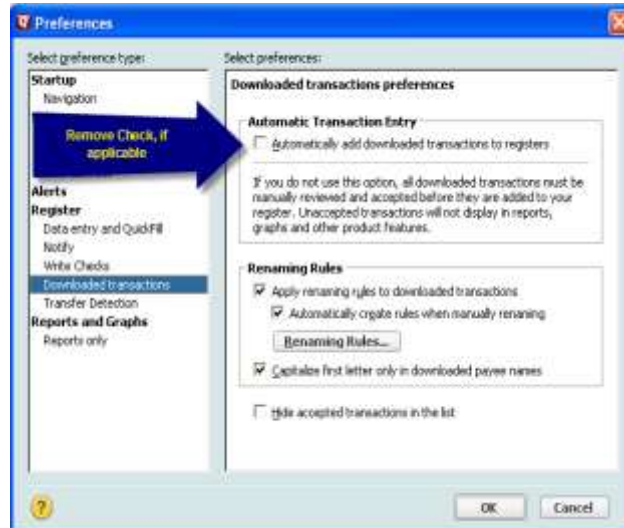 Preferences
Select preference type:
Startup
Navigation
Remove Check, if
applicable
Alerts
Register
Data entry and QuickFill
Notify
Write Checks
Downloaded transactions
Transfer Detection
Reports and Graphs
Reports only
Select preferences:
Downloaded transactions preferences
Automatic Transaction Entry
Automatically add downloaded transactions to registers
If you do not use this option, all downloaded transactions must be
manually reviewed and accepted before they are added to your
register. Unaccepted transactions will not display in reports,
graphs and other product features.
Renaming Rules
Apply renaming rules to downloaded transactions
Automatically create rules when manually renaming
Renaming Rules...
Capitalize first letter only in downloaded payee names
Hide accepted transactions in the list
?
OK
Cancel